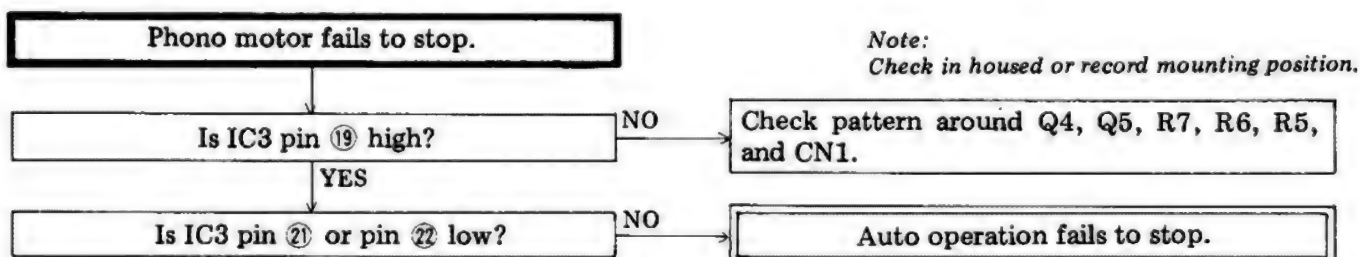 Phono motor fails to stop.
Note:
Check in housed or record mounting position.
Is IC3 pin ⑲ high?
NO
Check pattern around Q4, Q5, R7, R6, R5,
and CN1.
YES
Is IC3 pin ㉑ or pin ㉒ low?
NO
Auto operation fails to stop.